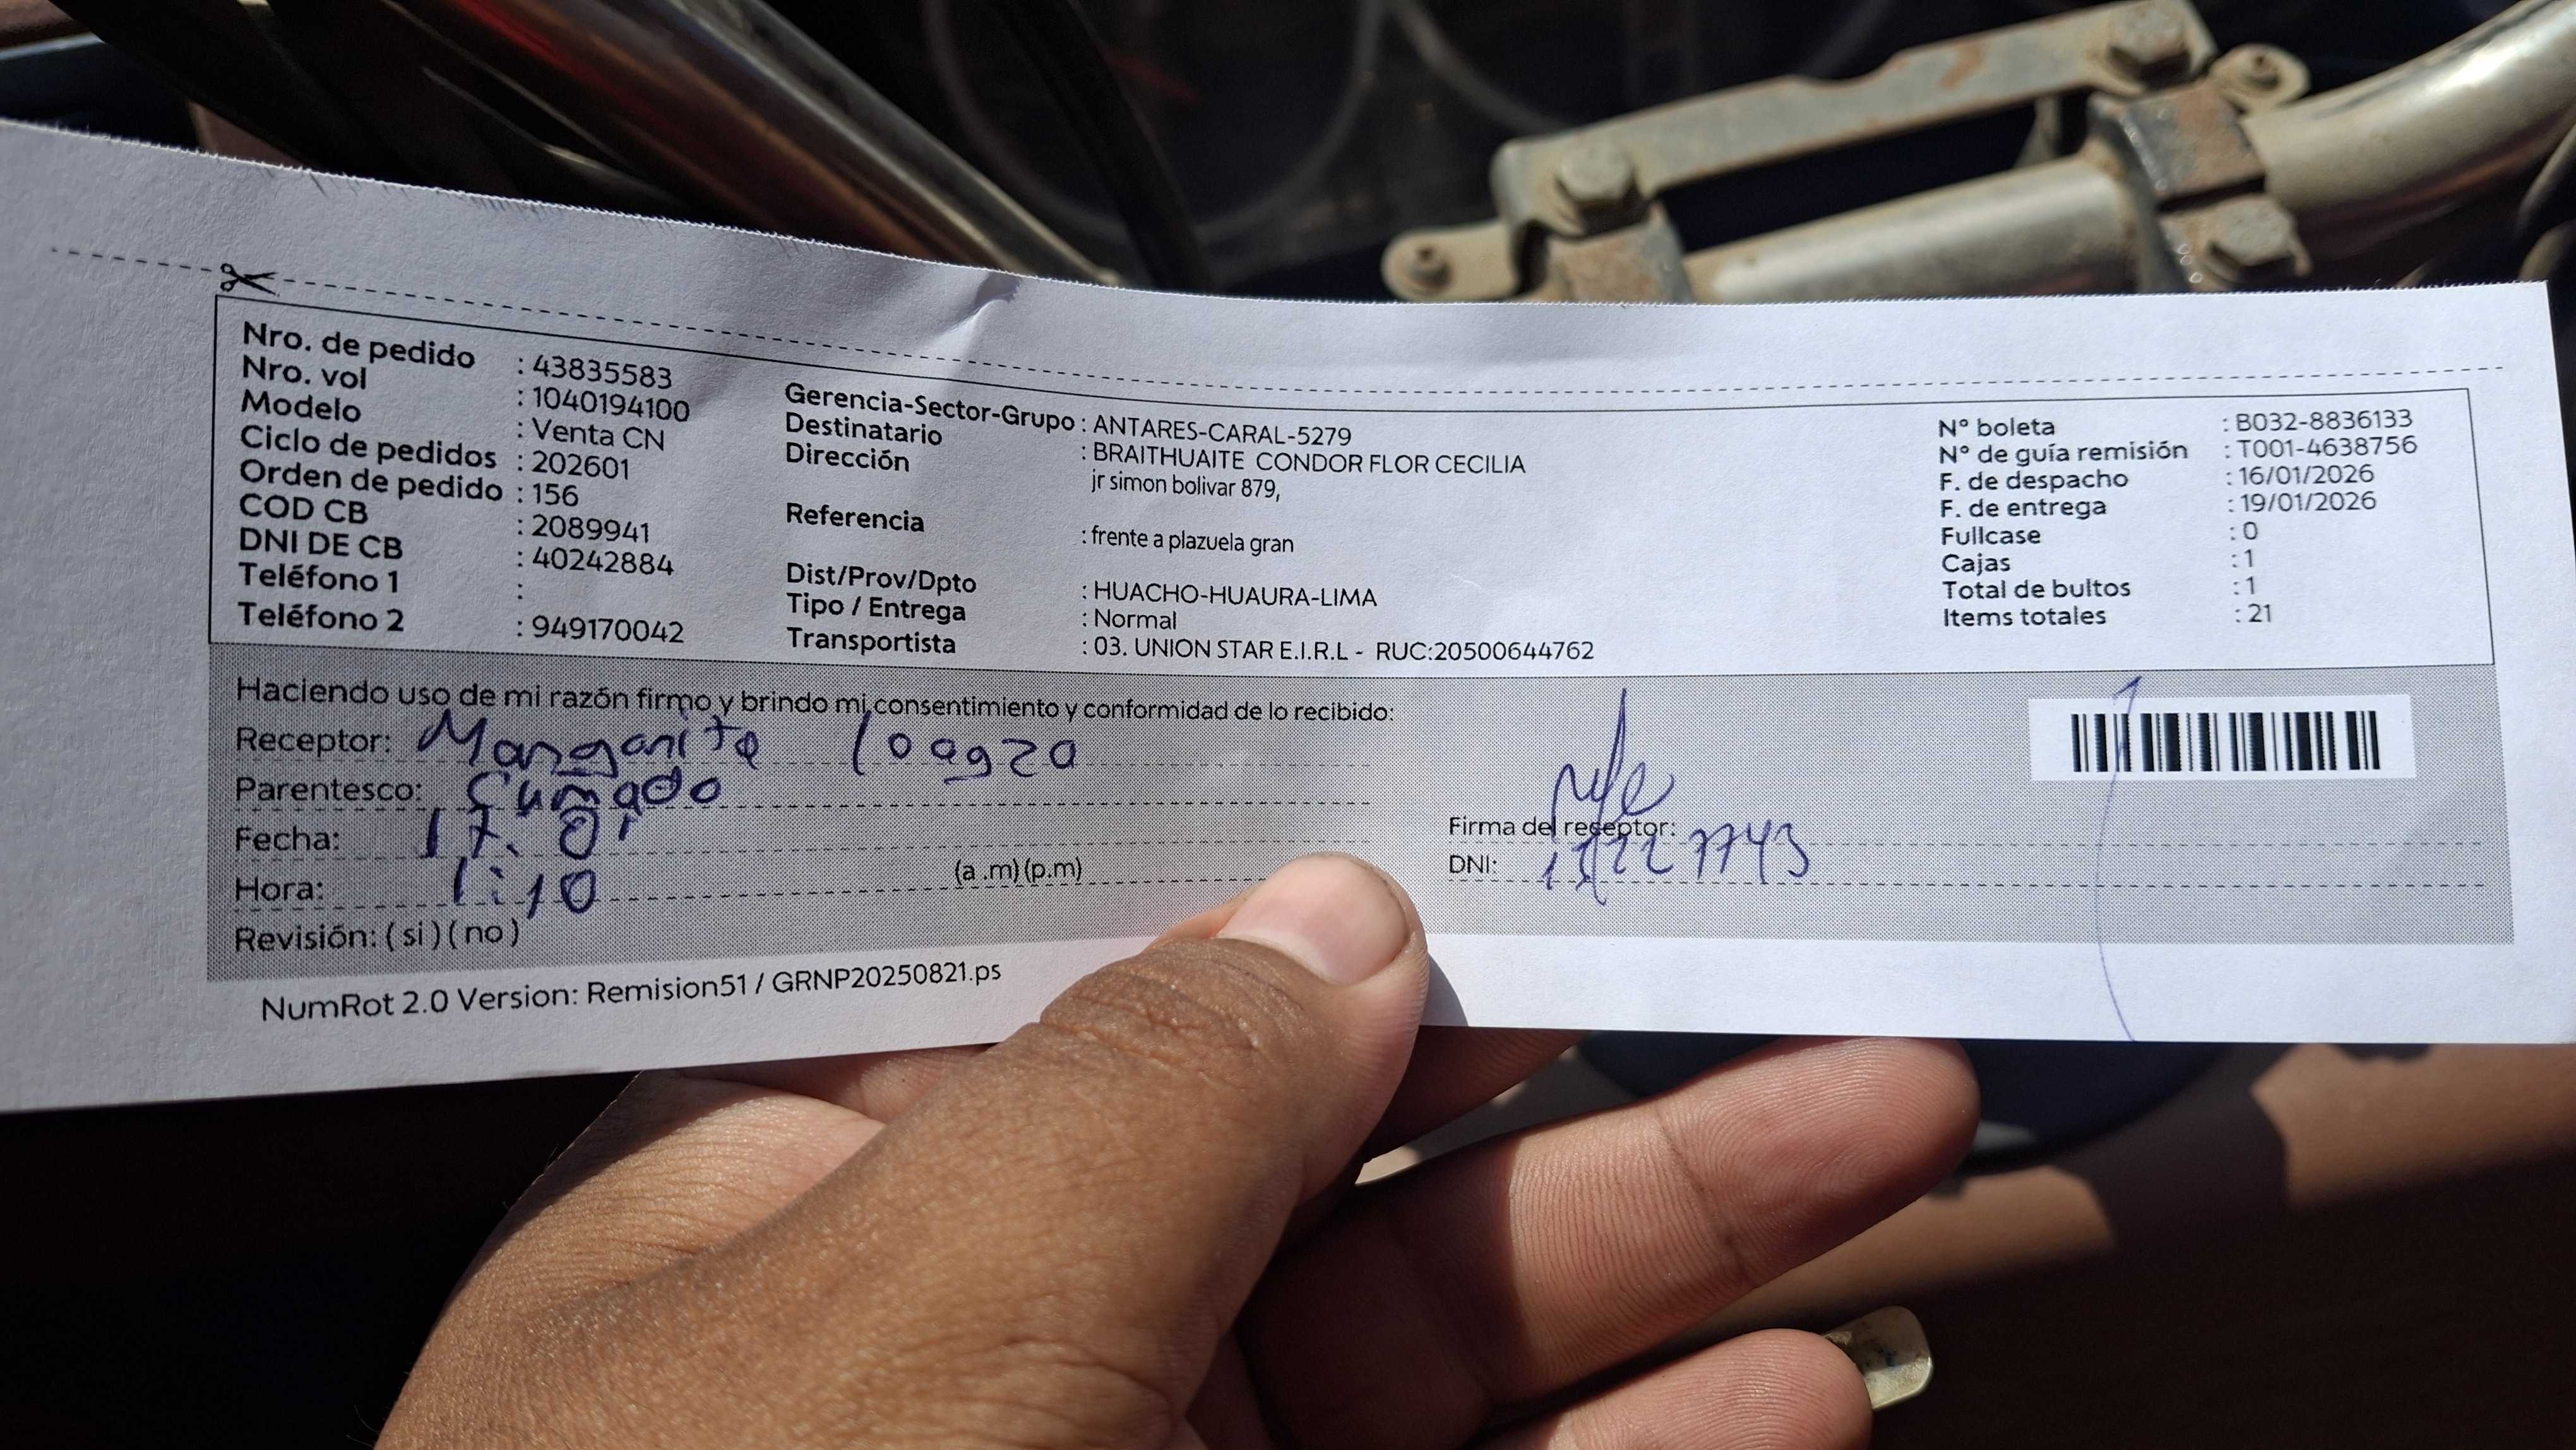 Nro. de pedido : 43835583
Nro. vol : 1040194100
Modelo : Venta CN
Ciclo de pedidos : 202601
Orden de pedido : 156
COD CB : 2089941
DNI DE CB : 40242884
Teléfono 1 :
Teléfono 2 : 949170042
Gerencia-Sector-Grupo : ANTARES-CARAL-5279
Destinatario : BRAITHUAITE CONDOR FLOR CECILIA
Dirección jr simon bolivar 879,
Referencia : frente a plazuela gran
Dist/Prov/Dpto : HUACHO-HUAURA-LIMA
Tipo / Entrega : Normal
Transportista : 03. UNION STAR E.I.R.L - RUC:20500644762
N° boleta : B032-8836133
N° de guía remisión : T001-4638756
F. de despacho : 16/01/2026
F. de entrega : 19/01/2026
Fullcase : 0
Cajas : 1
Total de bultos : 1
Items totales : 21
Haciendo uso de mi razón firmo y brindo mi consentimiento y conformidad de lo recibido:
Receptor:
Parentesco: Cuñado
Fecha: 17. 01
Hora: 1:10 (a .m) (p.m)
Revisión: ( si ) ( no )
Firma del receptor:
DNI:
NumRot 2.0 Version: Remision51 / GRNP20250821.ps